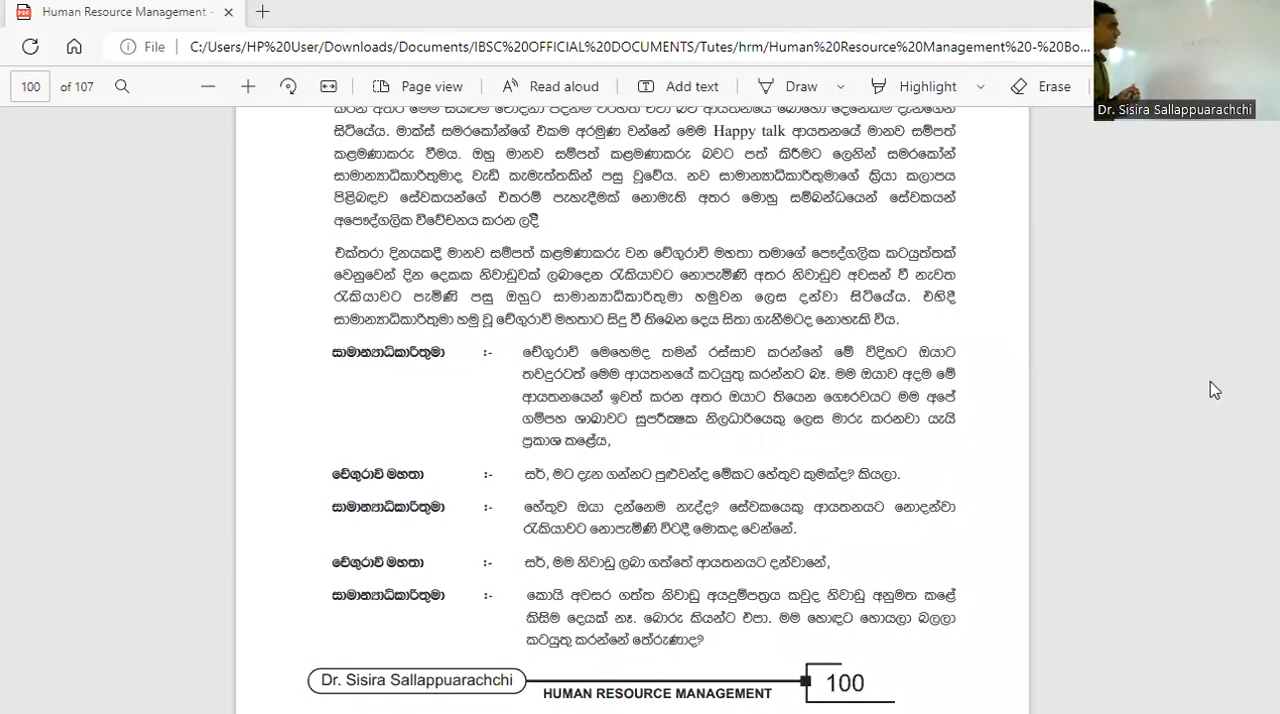 Human Resource Management -
File
C:/Users/HP%20User/Downloads/Documents/IBSC%20OFFICIAL%20DOCUMENTS/Tutes/hrm/Human%20Resource%20Management%20-%20Bo...
100 of 107
Page view
Read aloud
Add text
Draw
Highlight
Erase
Dr. Sisira Sallappuarachchi
සිටියේය. මාක්ස් සමරකෝන්ගේ එකම අරමුණ වන්නේ මෙම Happy talk ආයතනයේ මානව සම්පත්
කළමණාකරු වීමය. ඔහු මානව සම්පත් කළමණාකරු බවට පත් කිරීමට ලෙනින් සමරකෝන්
සාමාන්‍යාධිකාරිතුමාද වැඩි කැමැත්තකින් පසු වූවේය. නව සාමාන්‍යාධිකාරිතුමාගේ ක්‍රියා කලාපය
පිළිබඳව සේවකයන්ගේ එතරම් පැහැදීමක් නොමැති අතර මොහු සම්බන්ධයෙන් සේවකයන්
අපෞද්ගලික විවේචනය කරන ලදී
එක්තරා දිනයකදී මානව සම්පත් කළමණාකරු වන චේගුරාවි මහතා තමාගේ පෞද්ගලික කටයුත්තක්
වෙනුවෙන් දින දෙකක නිවාඩුවක් ලබාදෙන රැකියාවට නොපැමිණි අතර නිවාඩුව අවසන් වී නැවත
රැකියාවට පැමිණි පසු ඔහුට සාමාන්‍යාධිකාරිතුමා හමුවන ලෙස දන්වා සිටියේය. එහිදී
සාමාන්‍යාධිකාරිතුමා හමු වූ චේගුරාවි මහතාට සිදු වී තිබෙන දෙය සිතා ගැනීමටද නොහැකි විය.
සාමාන්‍යාධිකාරිතුමා :- චේගුරාවි මෙහෙමද තමන් රස්සාව කරන්නේ මේ විදිහට ඔයාට
තවදුරටත් මෙම ආයතනයේ කටයුතු කරන්නට බෑ. මම ඔයාව අදම මේ
ආයතනයෙන් ඉවත් කරන අතර ඔයාට තියෙන ගෞරවයට මම අපේ
ගම්පහ ශාඛාවට සුපරීක්‍ෂක නිලධාරියෙකු ලෙස මාරු කරනවා යැයි
ප්‍රකාශ කළේය,
චේගුරාවි මහතා :- සර්, මට දැන ගන්නට පුළුවන්ද මේකට හේතුව කුමක්ද? කියලා.
සාමාන්‍යාධිකාරිතුමා :- හේතුව ඔයා දන්නෙම නැද්ද? සේවකයෙකු ආයතනයට නොදන්වා
රැකියාවට නොපැමිණි විටදී මොකද වෙන්නේ.
චේගුරාවි මහතා :- සර්, මම නිවාඩු ලබා ගත්තේ ආයතනයට දන්වානේ,
සාමාන්‍යාධිකාරිතුමා :- කොයි අවසර ගත්ත නිවාඩු අයදුම්පත්‍රය කවුද නිවාඩු අනුමත කළේ
කිසිම දෙයක් නෑ. බොරු කියන්ට එපා. මම හොඳට හොයලා බලලා
කටයුතු කරන්නේ තේරුණාද?
Dr. Sisira Sallappuarachchi
HUMAN RESOURCE MANAGEMENT
100